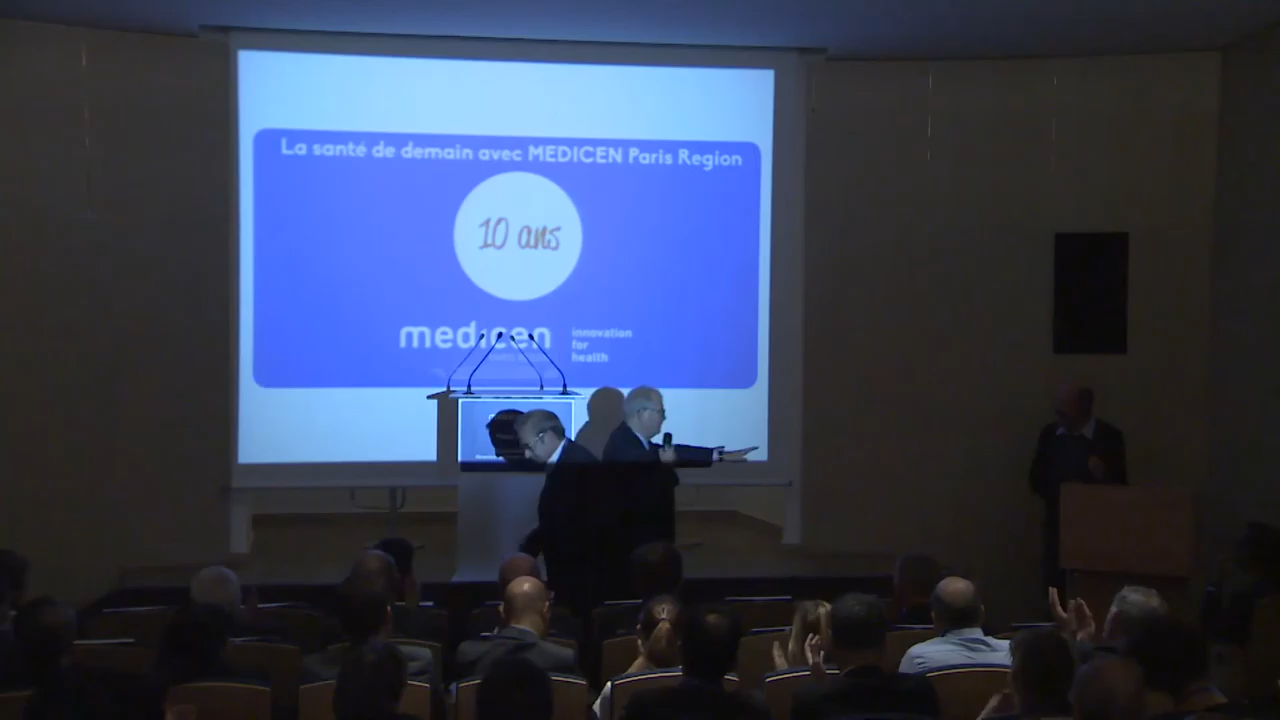 La santé de demain avec MEDICEN Paris Region
10 ans
medicen
innovation
for
health